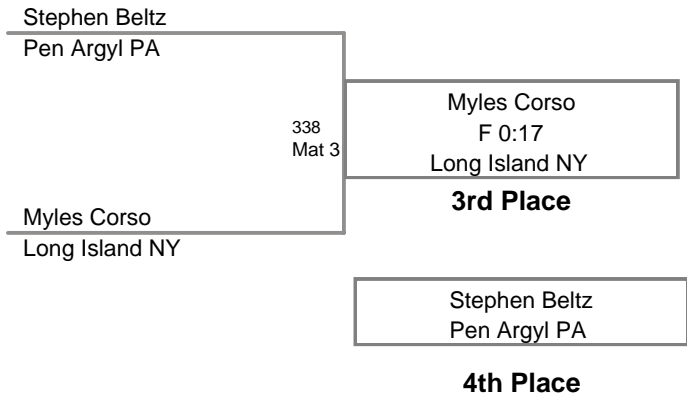 Stephen Beltz
Pen Argyl PA
338
Mat 3
Myles Corso
F 0:17
Long Island NY
3rd Place
Myles Corso
Long Island NY
Stephen Beltz
Pen Argyl PA
4th Place